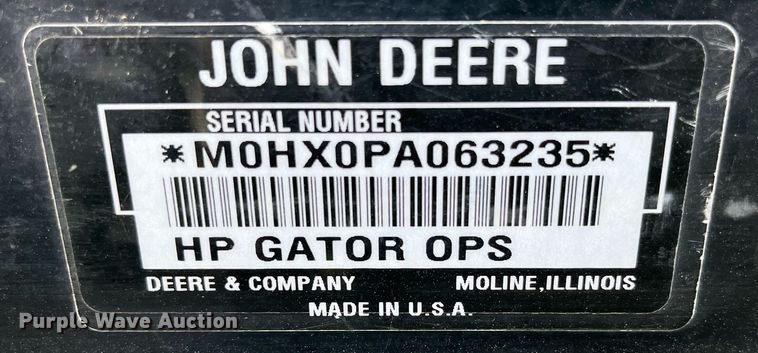 JOHN DEERE
SERIAL NUMBER
*M0HX0PA063235*
HP GATOR OPS
DEERE & COMPANY MOLINE, ILLINOIS
MADE IN U.S.A.
Purple Wave Auction